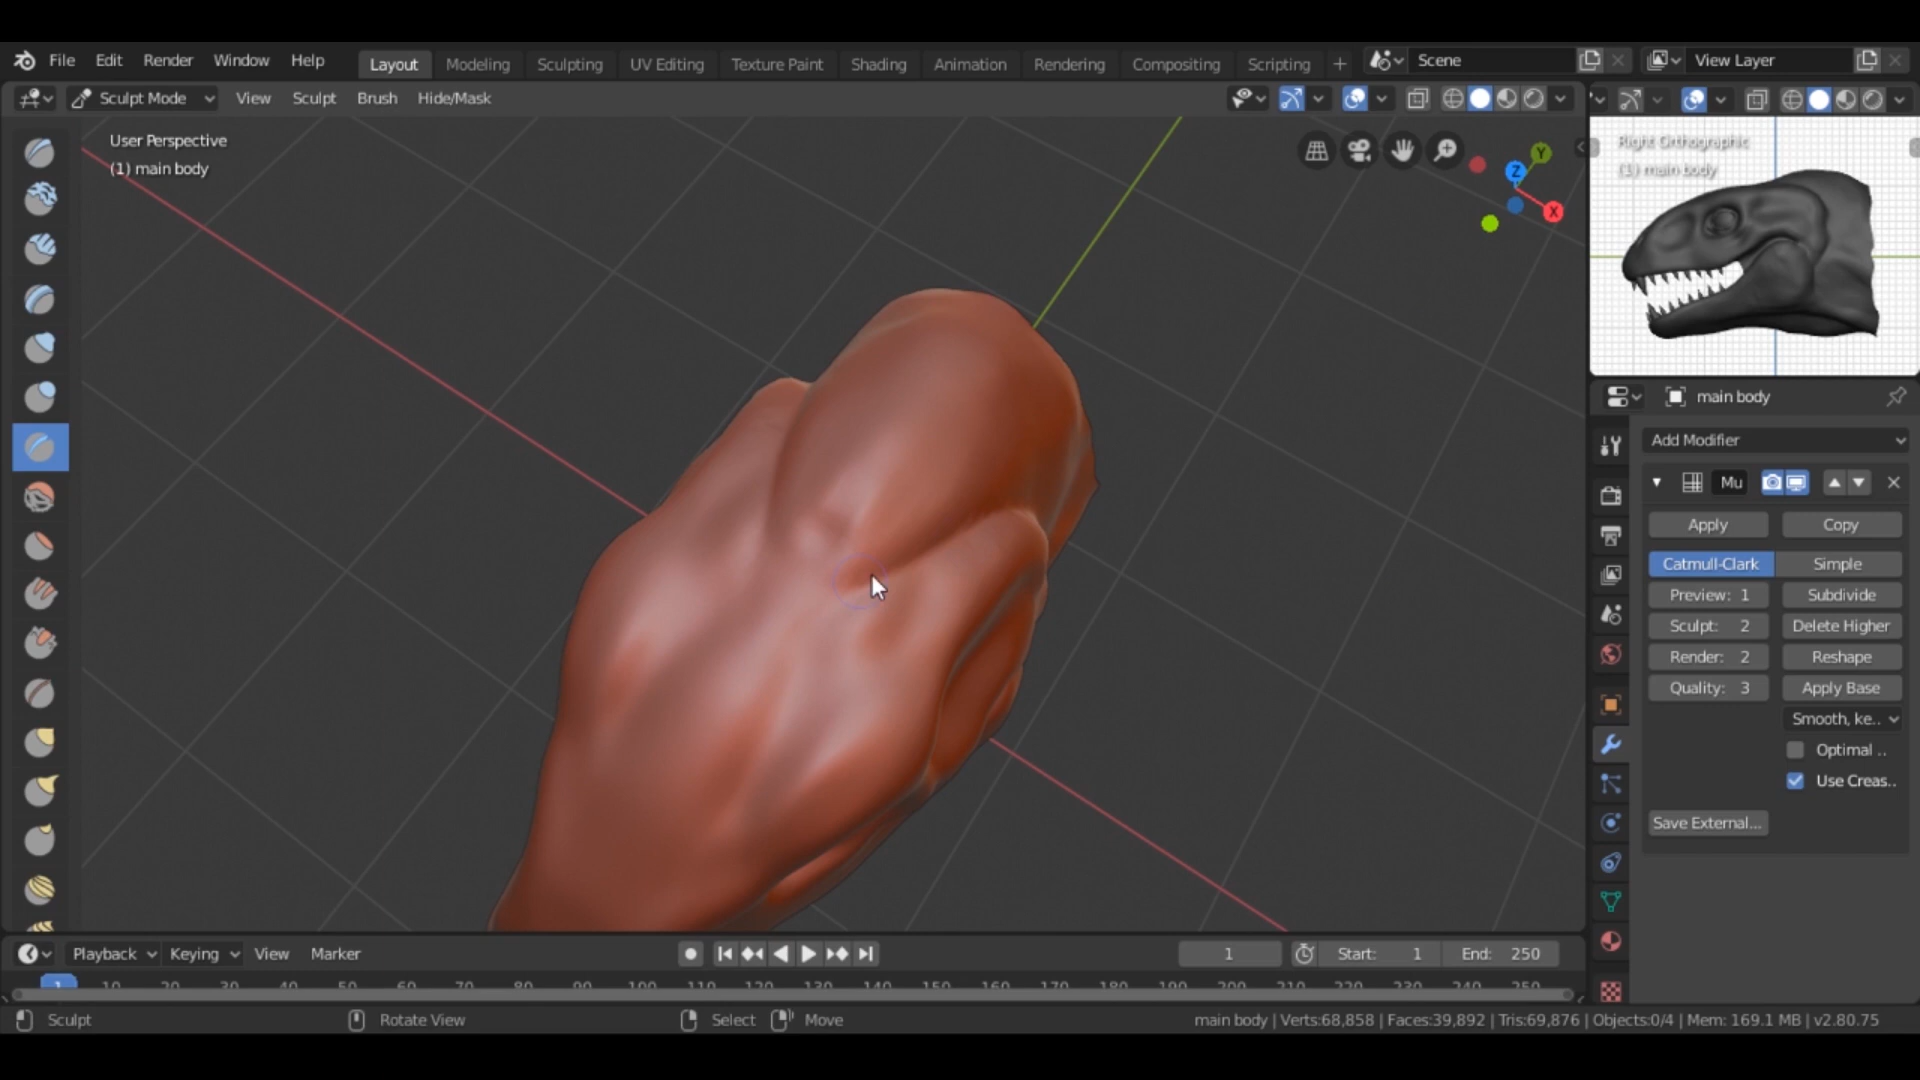 File Edit Render Window Help Layout Modeling Sculpting UV Editing Texture Paint Shading Animation Rendering Compositing Scripting + Scene View Layer
Sculpt Mode View Sculpt Brush Hide/Mask
User Perspective
(1) main body
Z
Y
X
Right Orthographic
(1) main body
main body
Add Modifier
Mu
Apply Copy
Catmull-Clark Simple
Preview: 1 Subdivide
Sculpt: 2 Delete Higher
Render: 2 Reshape
Quality: 3 Apply Base
Smooth, ke..
Optimal ..
Use Creas..
Save External...
Playback Keying View Marker 1 Start: 1 End: 250
1 10 20 30 40 50 60 70 80 90 100 110 120 130 140 150 160 170 180 190 200 210 220 230 240 250
Sculpt Rotate View Select Move main body | Verts:68,858 | Faces:39,892 | Tris:69,876 | Objects:0/4 | Mem: 169.1 MB | v2.80.75